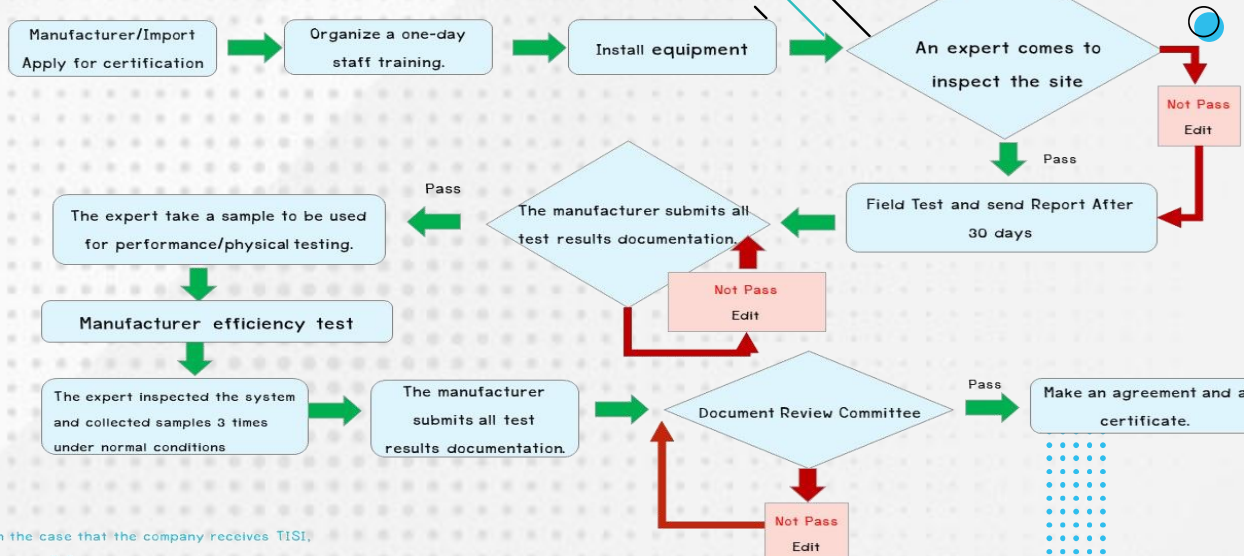 Manufacturer/Import
Apply for certification
Organize a one-day
staff training.
Install equipment
An expert comes to
inspect the site
Not Pass
Edit
Pass
Field Test and send Report After
30 days
The manufacturer submits all
test results documentation.
Not Pass
Edit
Pass
The expert take a sample to be used
for performance/physical testing.
Manufacturer efficiency test
The expert inspected the system
and collected samples 3 times
under normal conditions
The manufacturer
submits all test
results documentation.
Document Review Committee
Not Pass
Edit
Pass
Make an agreement and a
certificate.
the case that the company receives TISI,